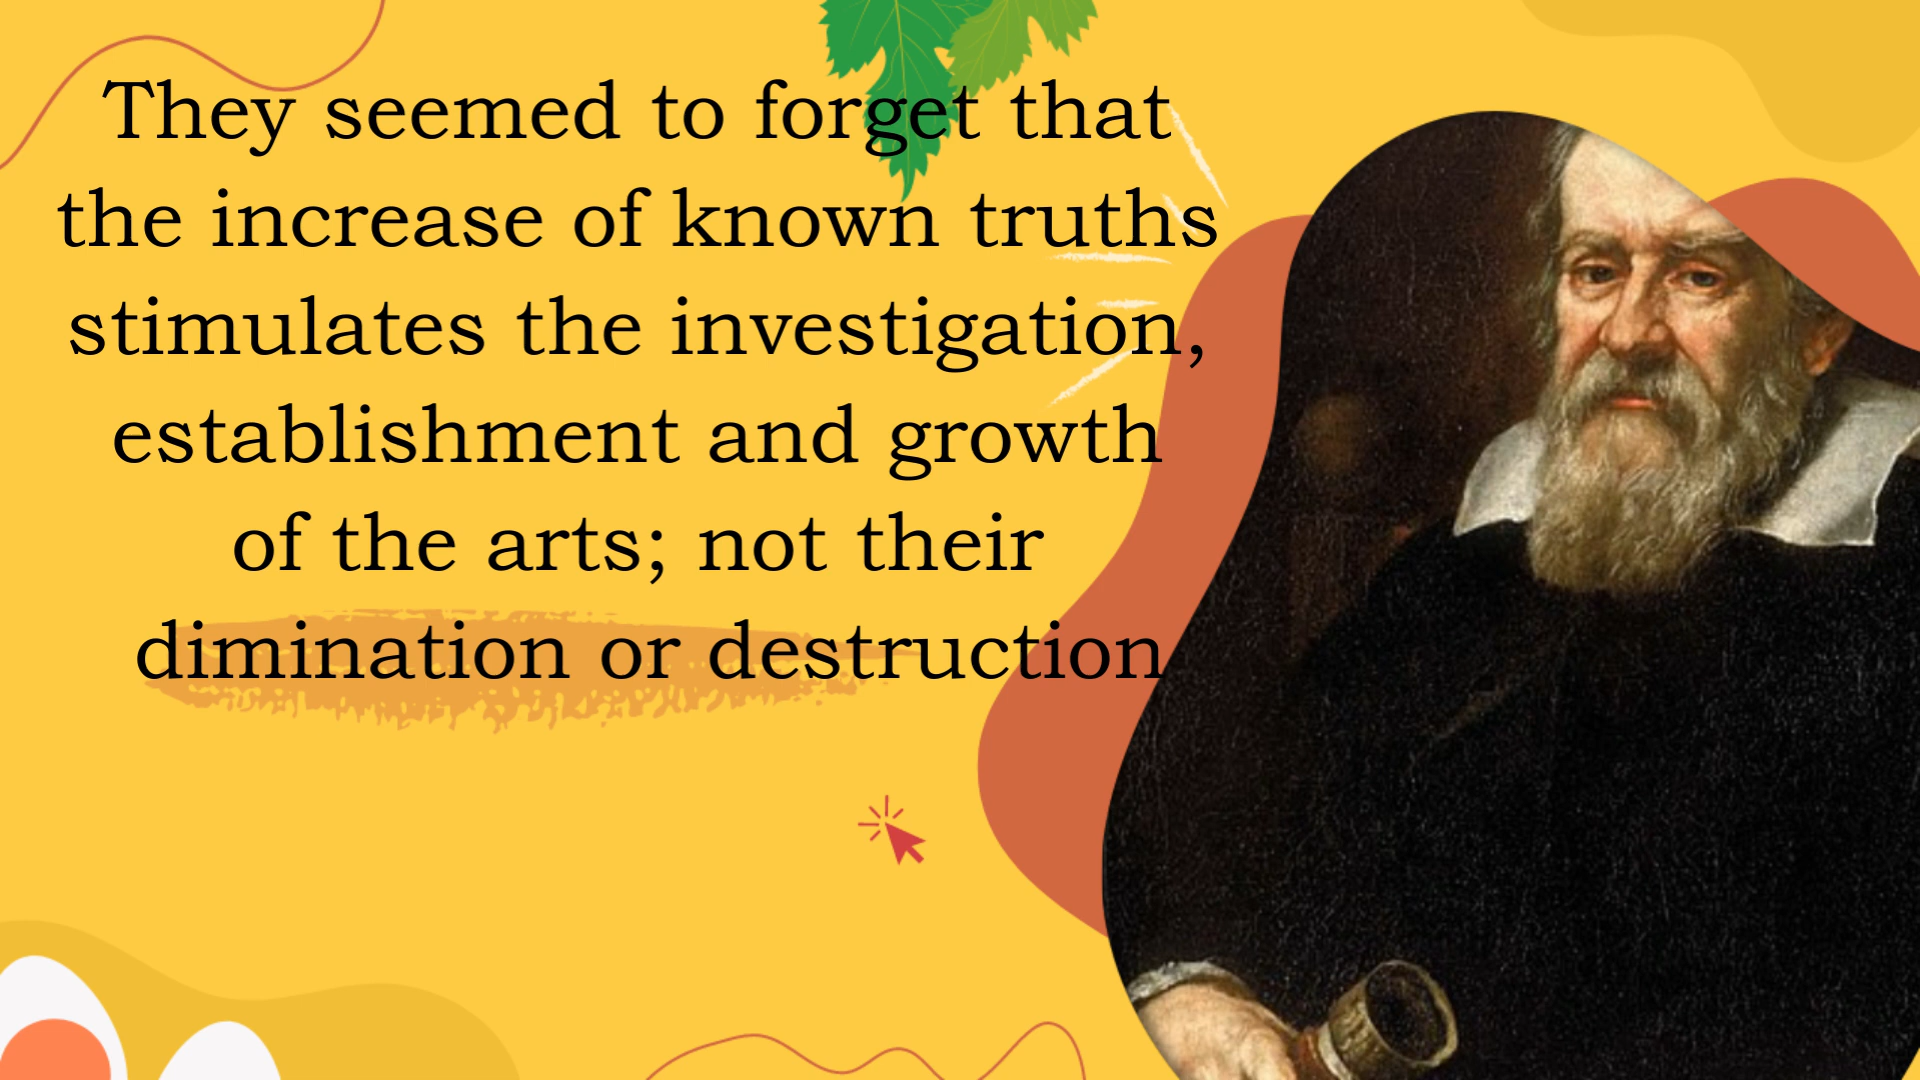 They seemed to forget that
the increase of known truths
stimulates the investigation,
establishment and growth
of the arts; not their
dimination or destruction